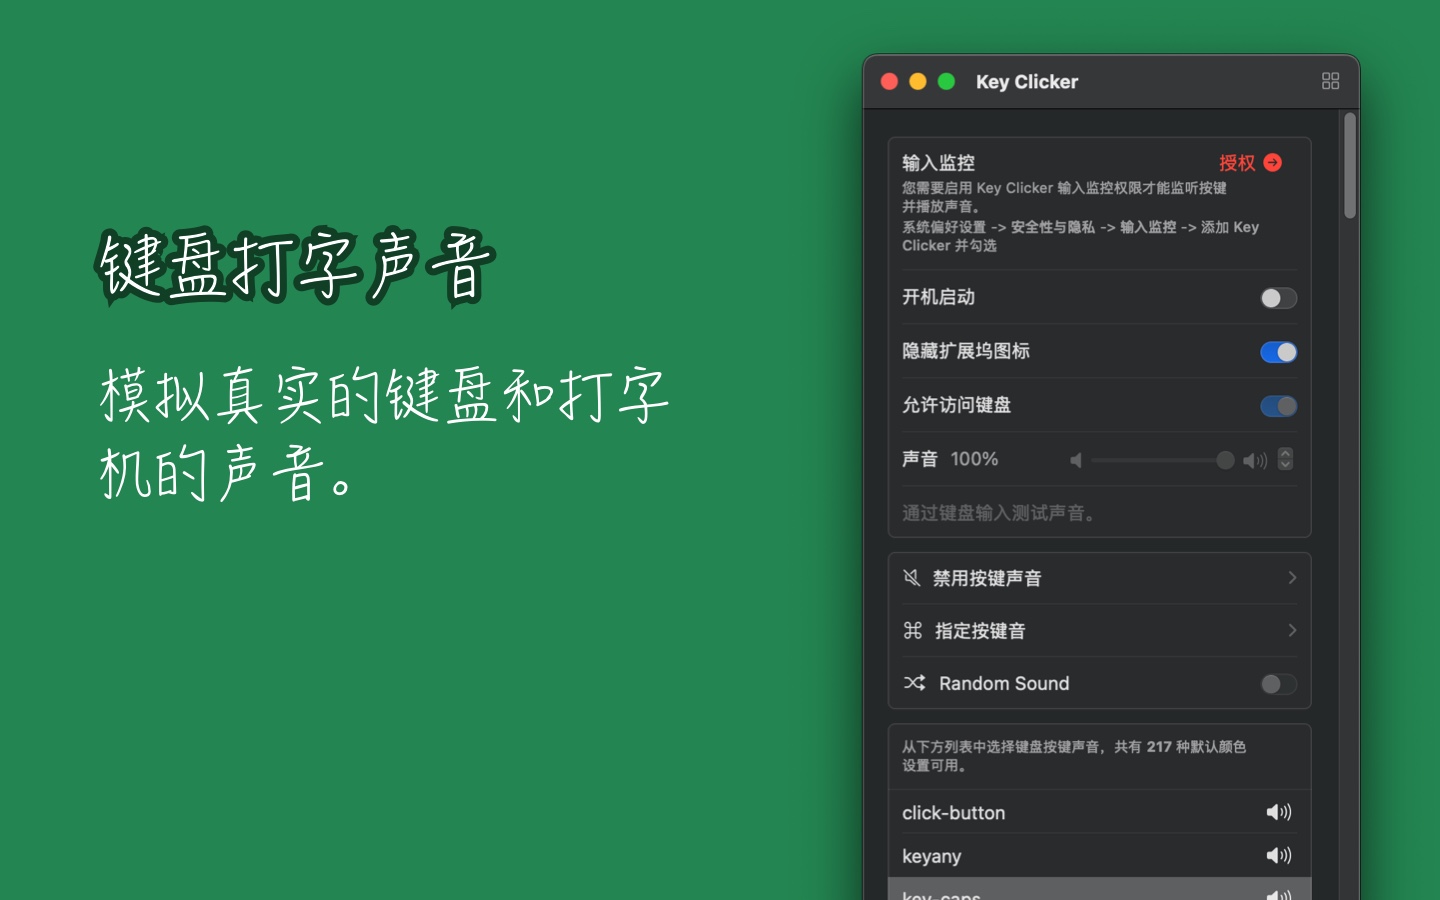 键盘打字声音
模拟真实的键盘和打字
机的声音。
Key Clicker
输入监控
授权
您需要启用 Key Clicker 输入监控权限才能监听按键
并播放声音。
系统偏好设置 -> 安全性与隐私 -> 输入监控 -> 添加 Key
Clicker 并勾选
开机启动
隐藏扩展坞图标
允许访问键盘
声音 100%
通过键盘输入测试声音。
禁用按键声音
指定按键音
Random Sound
从下方列表中选择键盘按键声音，共有 217 种默认颜色
设置可用。
click-button
keyany
key-caps